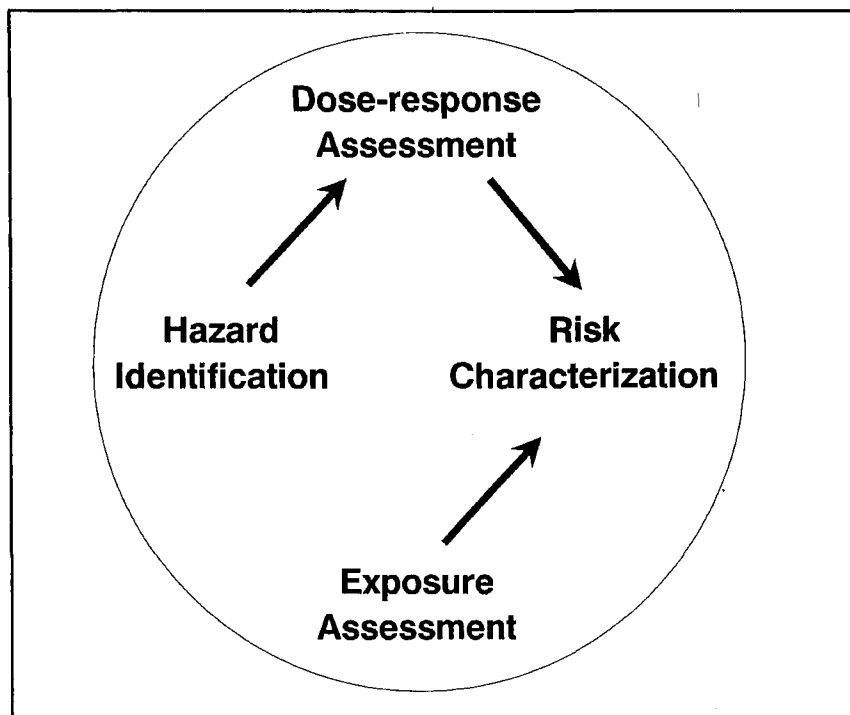 Dose-response
Assessment
Hazard
Identification
Risk
Characterization
Exposure
Assessment